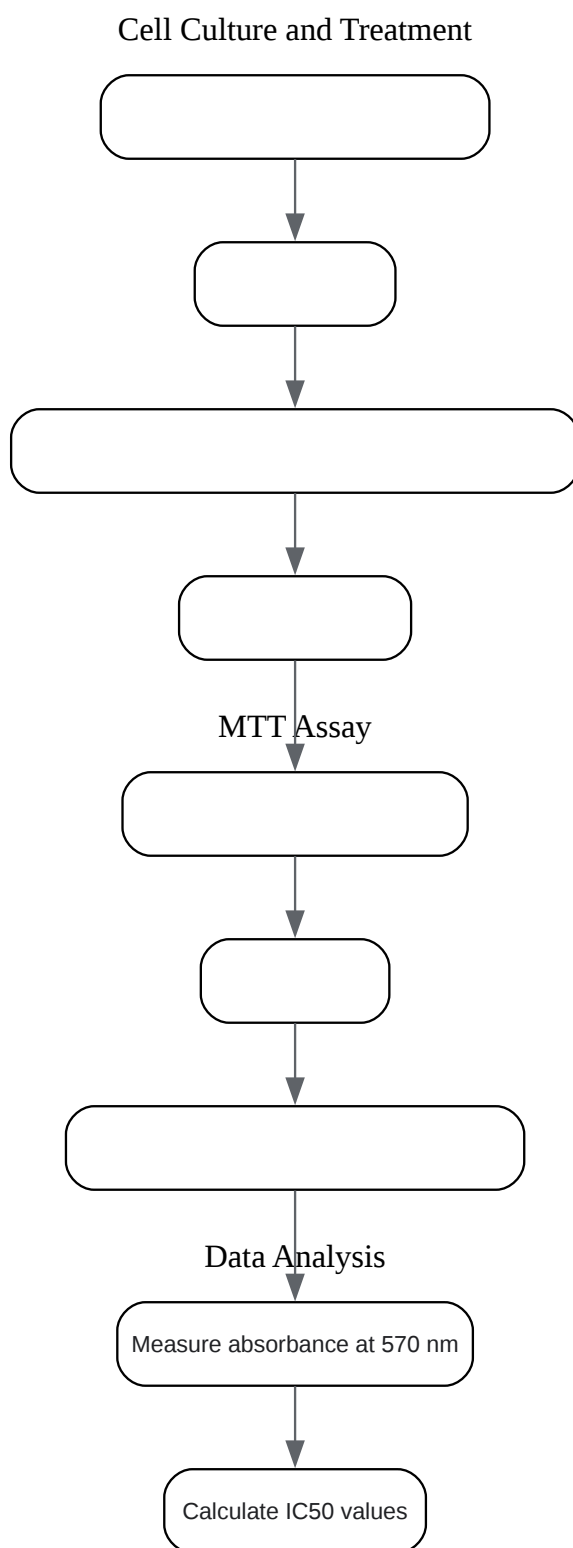 Cell Culture and Treatment
MTT Assay
Data Analysis
Measure absorbance at 570 nm
Calculate IC50 values